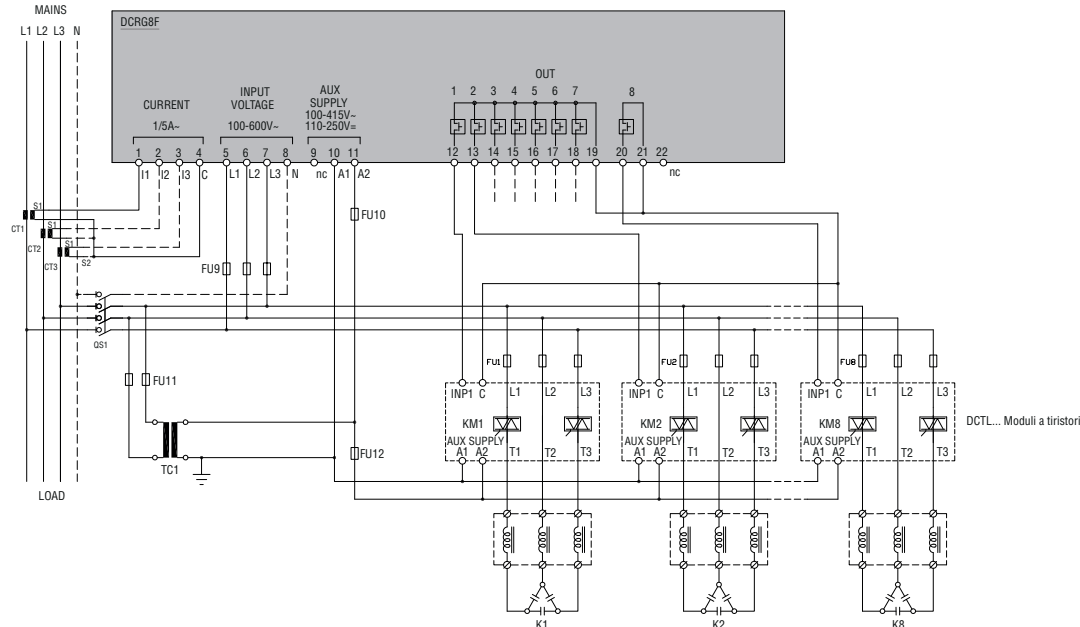 MAINS
L1 L2 L3 N
DCRG8F
OUT
CURRENT
1/5A~
INPUT
VOLTAGE
100-600V~
AUX
SUPPLY
100-415V~
110-250V=
1 2 3 4 5 6 7 8
1 2 3 4 5 6 7 8 9 10 11 12 13 14 15 16 17 18 19 20 21 22
I1 I2 I3 C L1 L2 L3 N nc A1 A2 nc
S1
CT1
S1
CT2
S1
CT3
S2
FU10
FU9
QS1
FU11
FU12
TC1
LOAD
FU1 FU2 FU8
INP1 C L1 L2 L3
KM1
AUX SUPPLY
A1 A2 T1 T2 T3
INP1 C L1 L2 L3
KM2
AUX SUPPLY
A1 A2 T1 T2 T3
INP1 C L1 L2 L3
KM8
AUX SUPPLY
A1 A2 T1 T2 T3
DCTL... Moduli a tiristori
K1 K2 K8